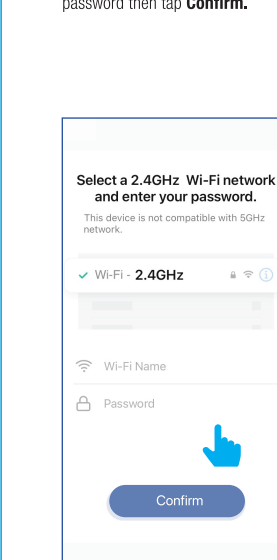 password then tap Confirm.
Select a 2.4GHz Wi-Fi network
and enter your password.
This device is not compatible with 5GHz
network.
Wi-Fi - 2.4GHz
Wi-Fi Name
Password
Confirm